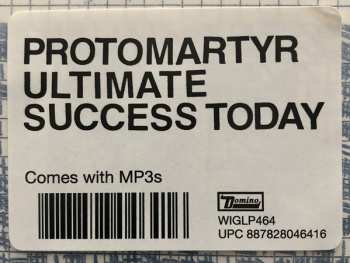 PROTOMARTYR
ULTIMATE
SUCCESS TODAY
Comes with MP3s
Domino
WIGLP464
UPC 887828046416